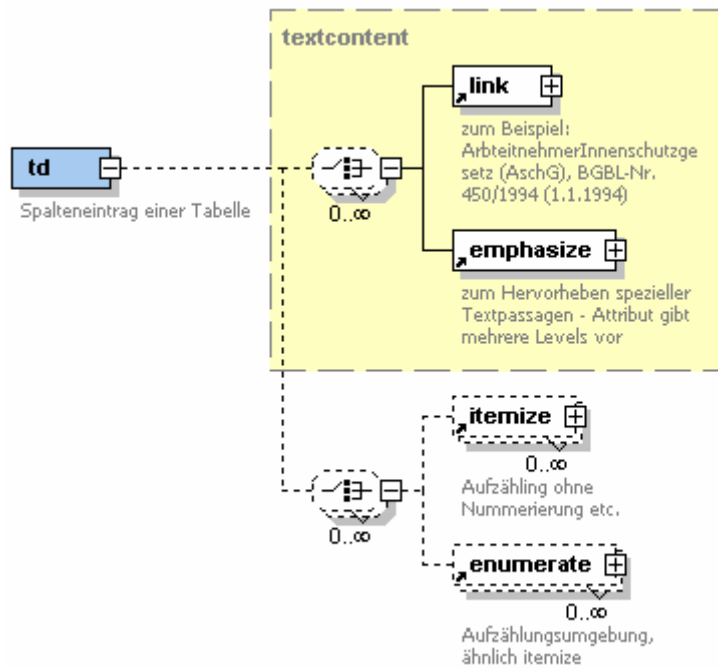 textcontent
link
zum Beispiel:
ArbteitnehmerInnenschutzge
setz (AschG), BGBL-Nr.
450/1994 (1.1.1994)
td
Spalteneintrag einer Tabelle
0..∞
emphasize
zum Hervorheben spezieller
Textpassagen - Attribut gibt
mehrere Levels vor
itemize
0..∞
Aufzähling ohne
Nummerierung etc.
0..∞
enumerate
0..∞
Aufzählungsumgebung,
ähnlich itemize